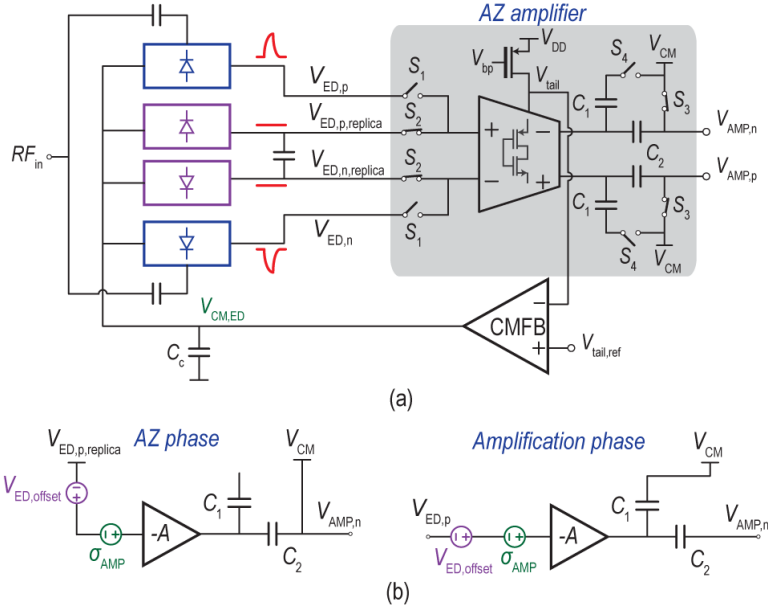 AZ amplifier
V_DD
V_bp
V_tail
S_4
V_CM
S_1
V_ED,p
C_1
S_3
V_ED,p,replica
S_2
V_AMP,n
+
−
C_2
RF_in
V_ED,n,replica
S_2
V_AMP,p
−
+
C_1
S_3
V_ED,n
S_1
S_4
V_CM
V_CM,ED
−
CMFB
+
V_tail,ref
C_c
(a)
AZ phase
Amplification phase
V_ED,p,replica
V_CM
V_CM
V_ED,offset
− +
C_1
V_AMP,n
C_1
V_ED,p
V_AMP,n
− +
-A
− +
− +
-A
σ_AMP
C_2
V_ED,offset
σ_AMP
C_2
(b)